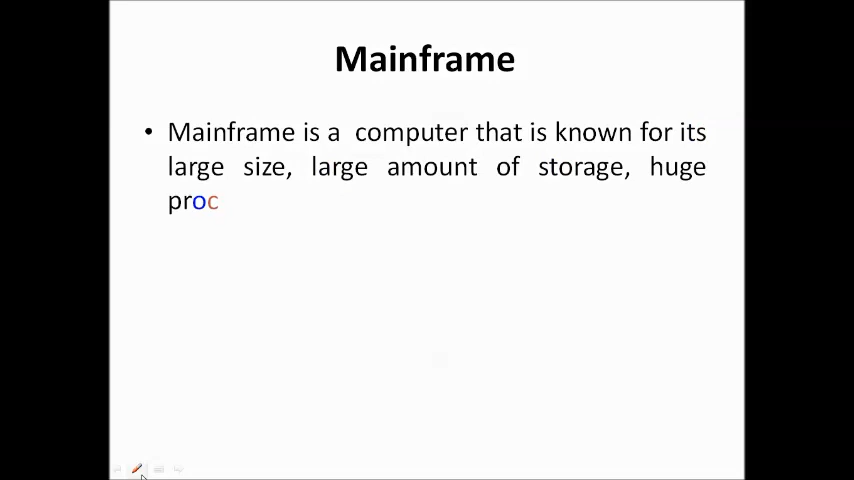 Mainframe
• Mainframe is a computer that is known for its
large size, large amount of storage, huge
proc